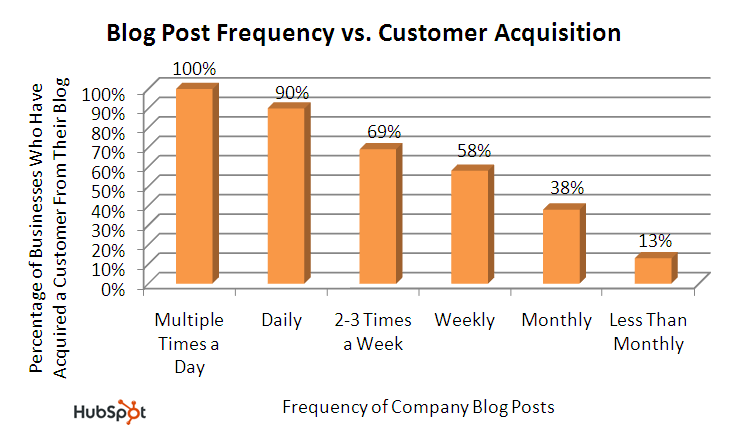 Blog Post Frequency vs. Customer Acquisition
Percentage of Businesses Who Have
Acquired a Customer From Their Blog
100%
90%
80%
70%
60%
50%
40%
30%
20%
10%
0%
100%
90%
69%
58%
38%
13%
Multiple
Times a
Day
Daily
2-3 Times
a Week
Weekly
Monthly
Less Than
Monthly
Frequency of Company Blog Posts
HubSpot